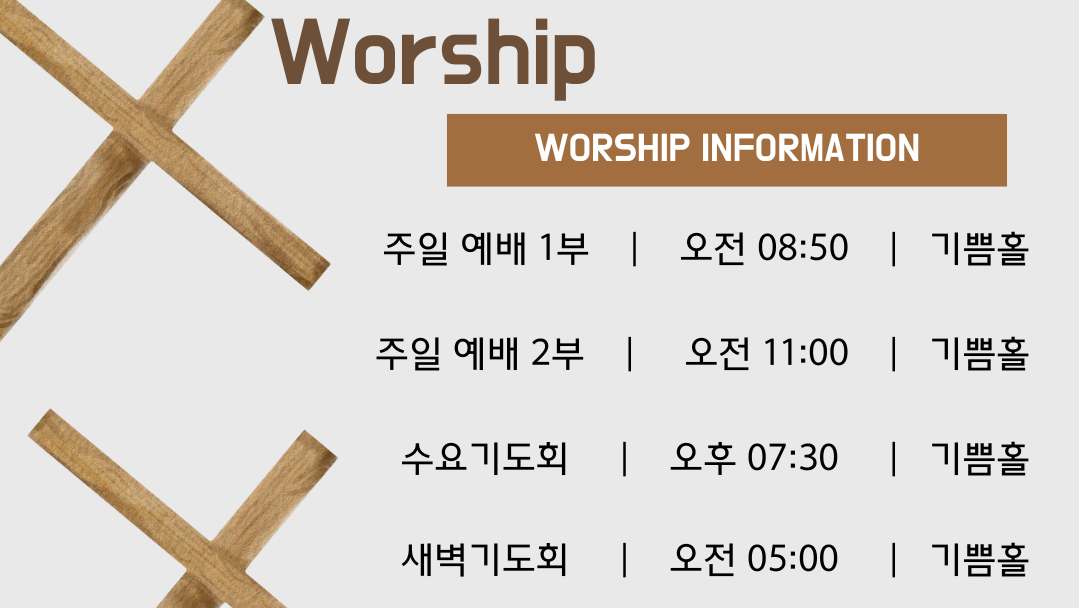 Worship
WORSHIP INFORMATION
주일 예배 1부 | 오전 08:50 | 기쁨홀
주일 예배 2부 | 오전 11:00 | 기쁨홀
수요기도회 | 오후 07:30 | 기쁨홀
새벽기도회 | 오전 05:00 | 기쁨홀